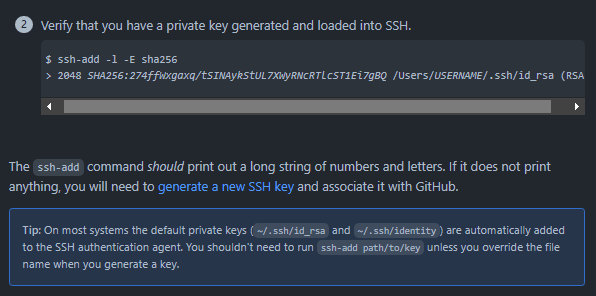 2 Verify that you have a private key generated and loaded into SSH.
$ ssh-add -l -E sha256
> 2048 SHA256:274ffWxgaxq/tSINAykStUL7XWyRNcRTlcST1Ei7gBQ /Users/USERNAME/.ssh/id_rsa (RSA
The ssh-add command should print out a long string of numbers and letters. If it does not print
anything, you will need to generate a new SSH key and associate it with GitHub.
Tip: On most systems the default private keys (~/.ssh/id_rsa and ~/.ssh/identity) are automatically added
to the SSH authentication agent. You shouldn't need to run ssh-add path/to/key unless you override the file
name when you generate a key.